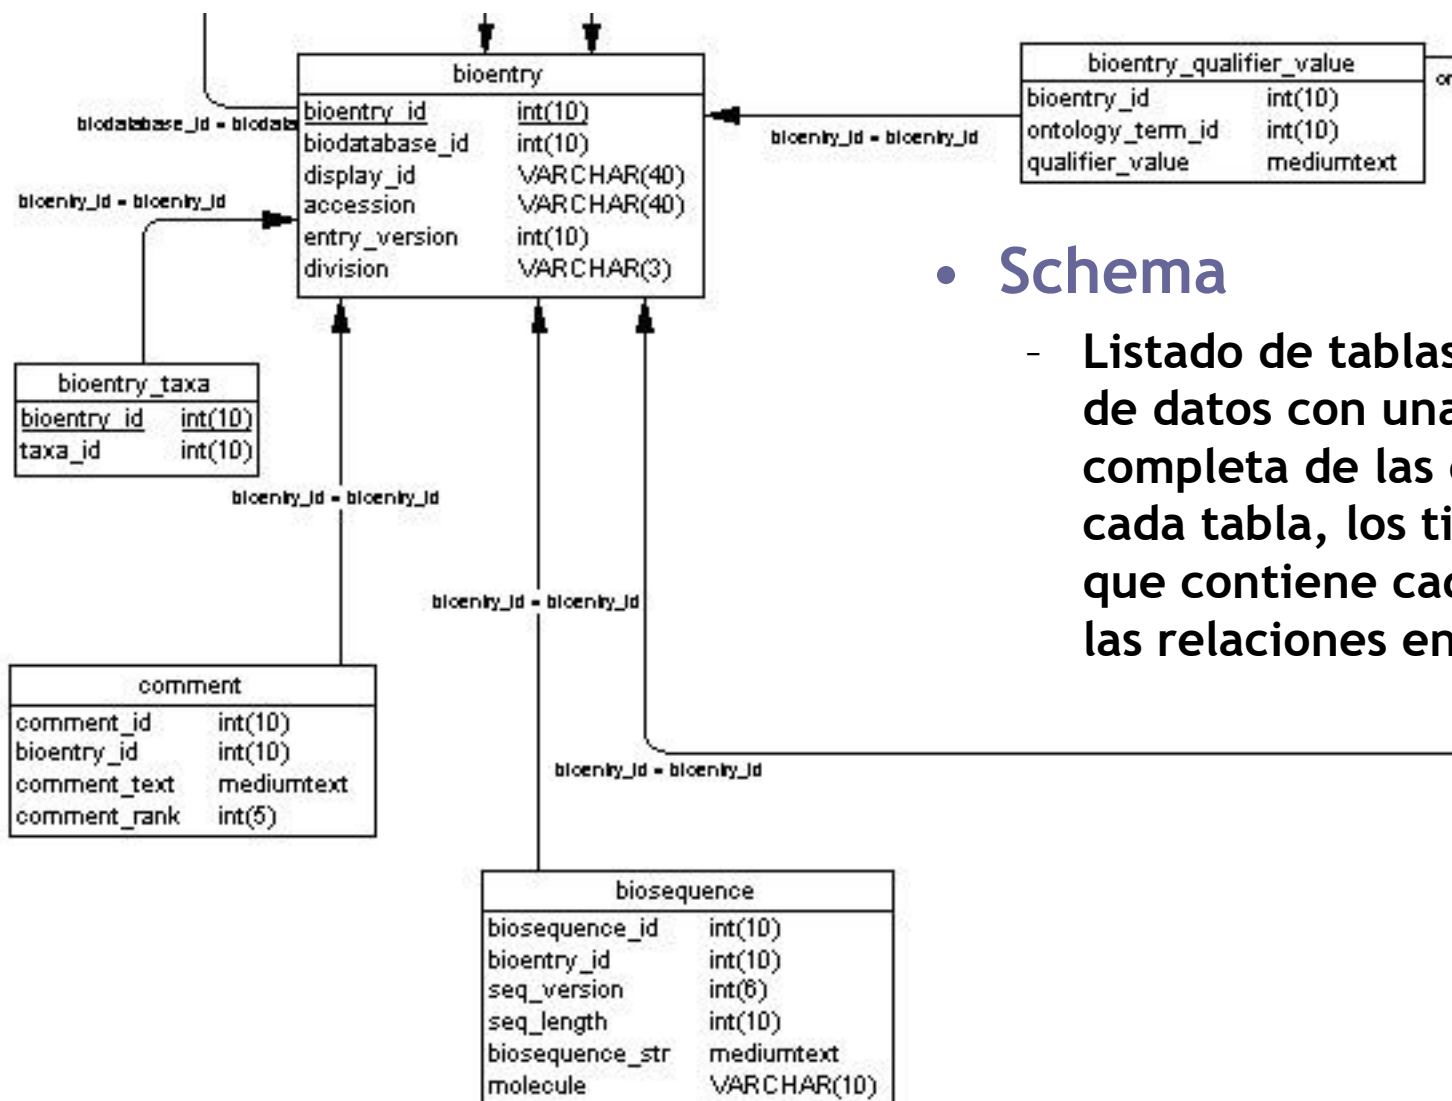 bioentry
bioentry_id int(10)
biodatabase_id int(10)
display_id VARCHAR(40)
accession VARCHAR(40)
entry_version int(10)
division VARCHAR(3)
biodatabase_id = biodata
bioentry_qualifier_value
bioentry_id int(10)
ontology_term_id int(10)
qualifier_value mediumtext
or
bioentry_id = bioentry_id
bioentry_id = bioentry_id
bioentry_taxa
bioentry_id int(10)
taxa_id int(10)
• Schema
- Listado de tablas
de datos con una
completa de las
cada tabla, los ti
que contiene cad
las relaciones en
bioentry_id = bioentry_id
bioentry_id = bioentry_id
comment
comment_id int(10)
bioentry_id int(10)
comment_text mediumtext
comment_rank int(5)
bioentry_id = bioentry_id
biosequence
biosequence_id int(10)
bioentry_id int(10)
seq_version int(6)
seq_length int(10)
biosequence_str mediumtext
molecule VARCHAR(10)